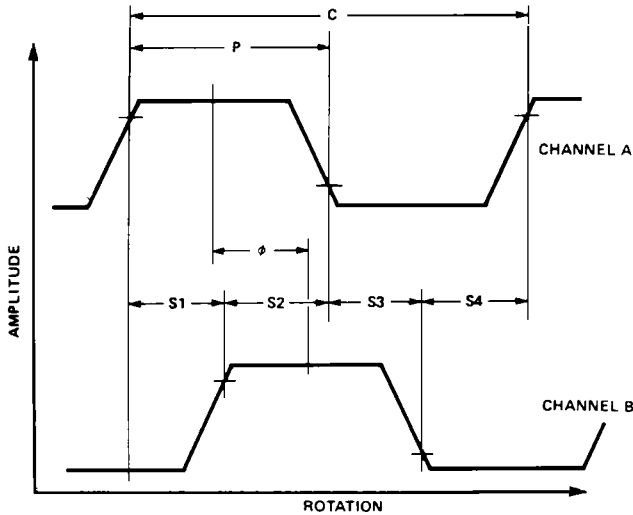 C
P
CHANNEL A
ϕ
S1 S2 S3 S4
AMPLITUDE
CHANNEL B
ROTATION